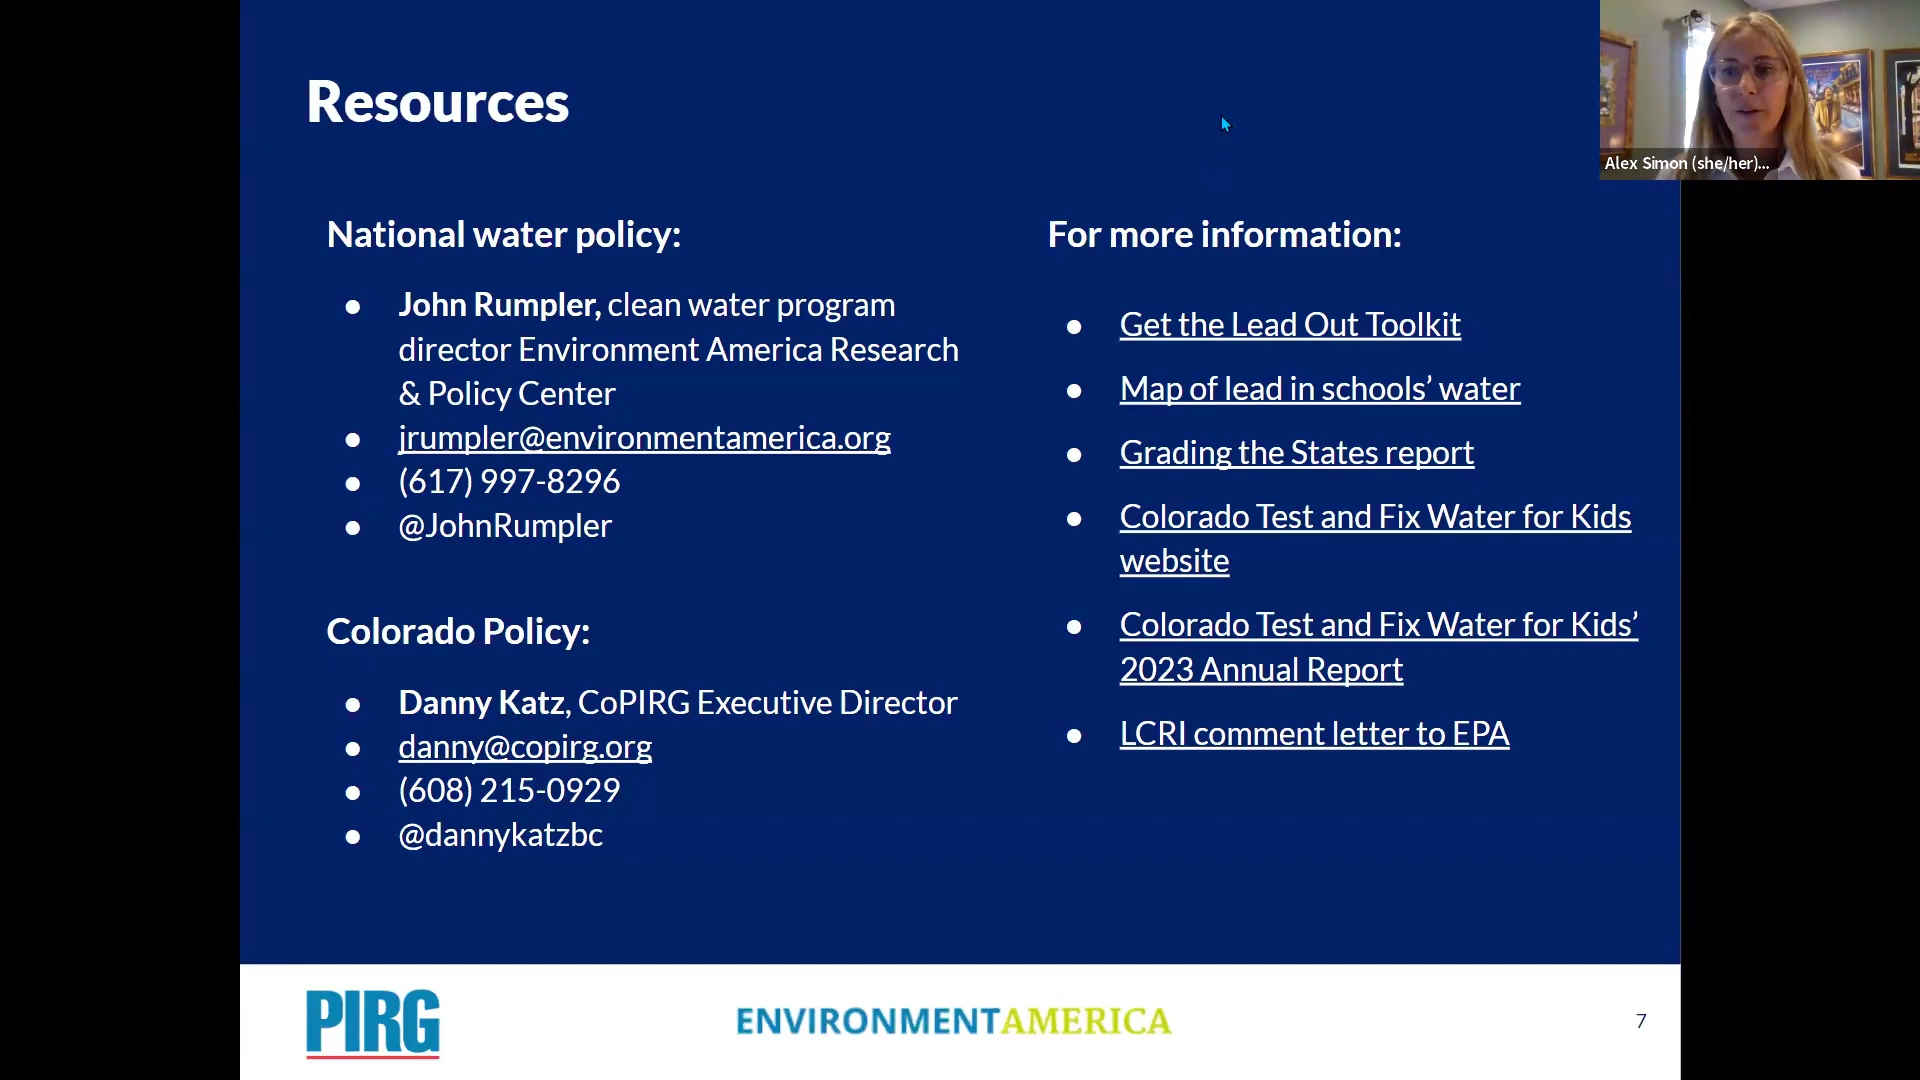 Resources
National water policy:
● John Rumpler, clean water program
director Environment America Research
& Policy Center
● jrumpler@environmentamerica.org
● (617) 997-8296
● @JohnRumpler
Colorado Policy:
● Danny Katz, CoPIRG Executive Director
● danny@copirg.org
● (608) 215-0929
● @dannykatzbc
For more information:
● Get the Lead Out Toolkit
● Map of lead in schools’ water
● Grading the States report
● Colorado Test and Fix Water for Kids
website
● Colorado Test and Fix Water for Kids’
2023 Annual Report
● LCRI comment letter to EPA
Alex Simon (she/her)...
PIRG
ENVIRONMENTAMERICA
7